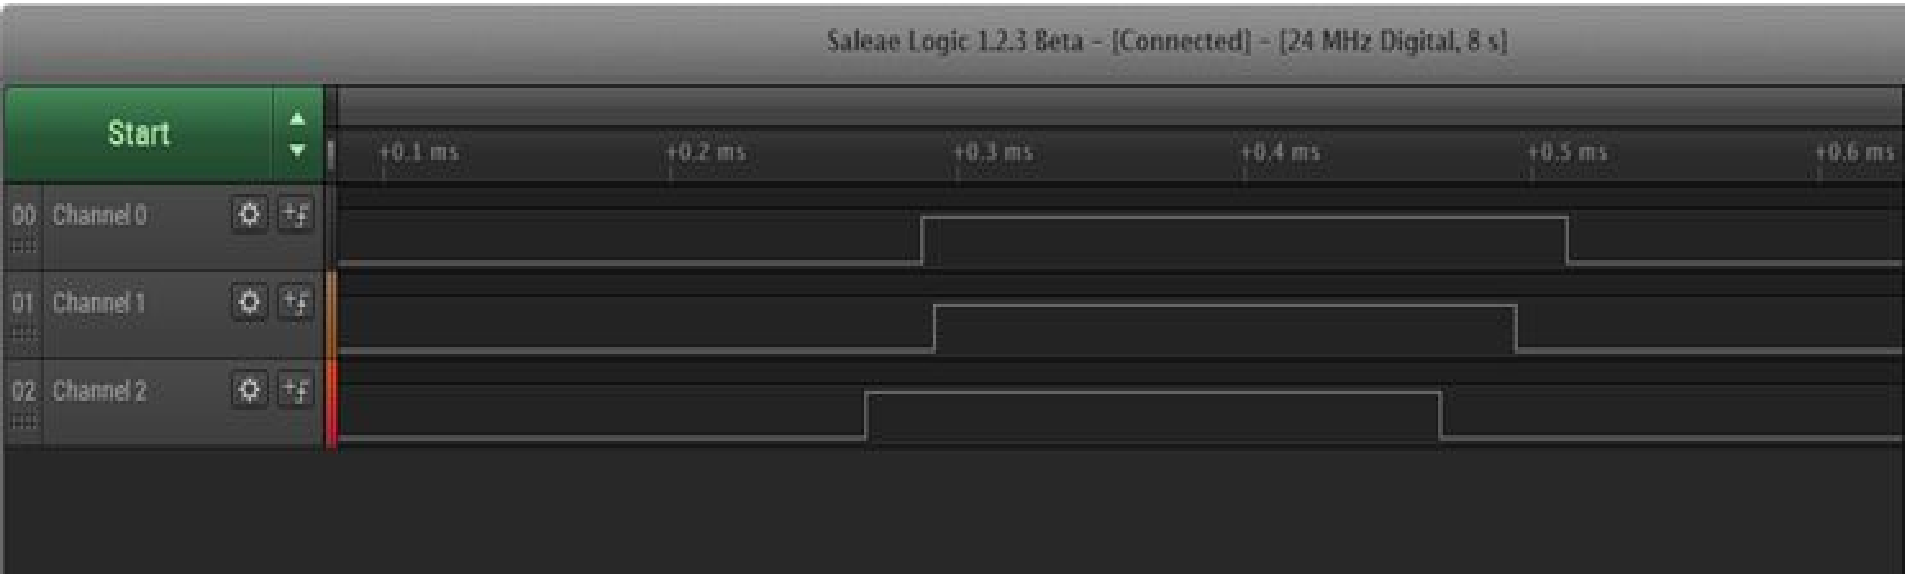 Saleae Logic 1.2.3 Beta - [Connected] - [24 MHz Digital, 8 s]
Start
+0.1 ms +0.2 ms +0.3 ms +0.4 ms +0.5 ms +0.6 ms
00 Channel 0
01 Channel 1
02 Channel 2